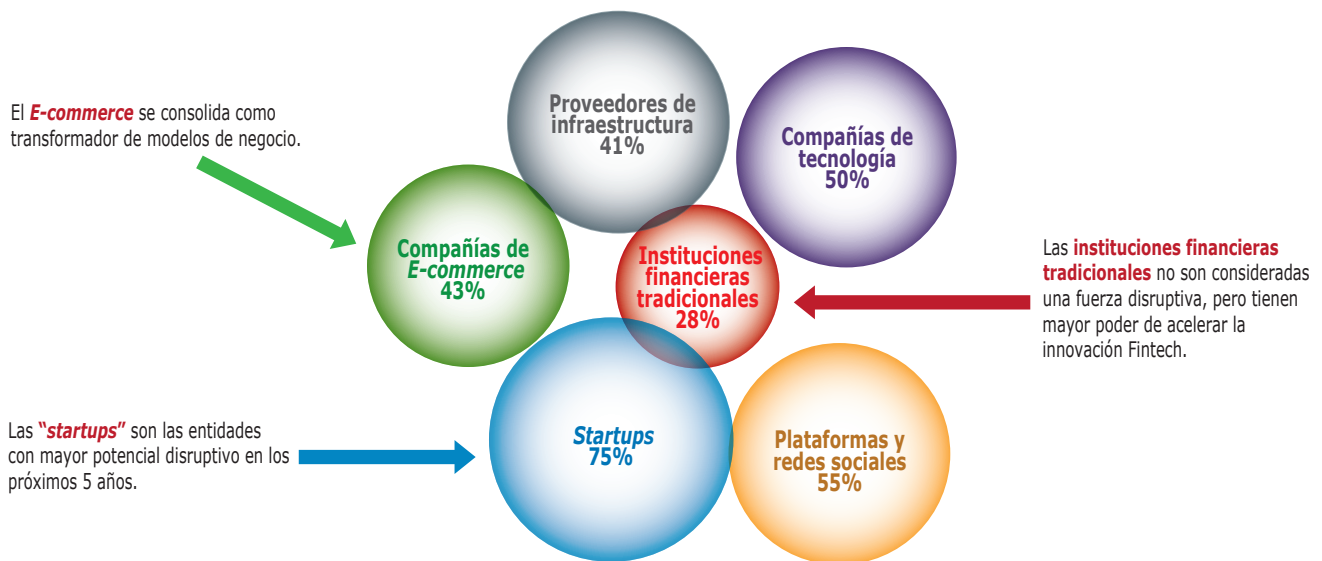 El E-commerce se consolida como
transformador de modelos de negocio.
Proveedores de
infraestructura
41%
Compañías de
tecnología
50%
Compañías de
E-commerce
43%
Instituciones
financieras
tradicionales
28%
Las instituciones financieras
tradicionales no son consideradas
una fuerza disruptiva, pero tienen
mayor poder de acelerar la
innovación Fintech.
Las “startups” son las entidades
con mayor potencial disruptivo en los
próximos 5 años.
Startups
75%
Plataformas y
redes sociales
55%